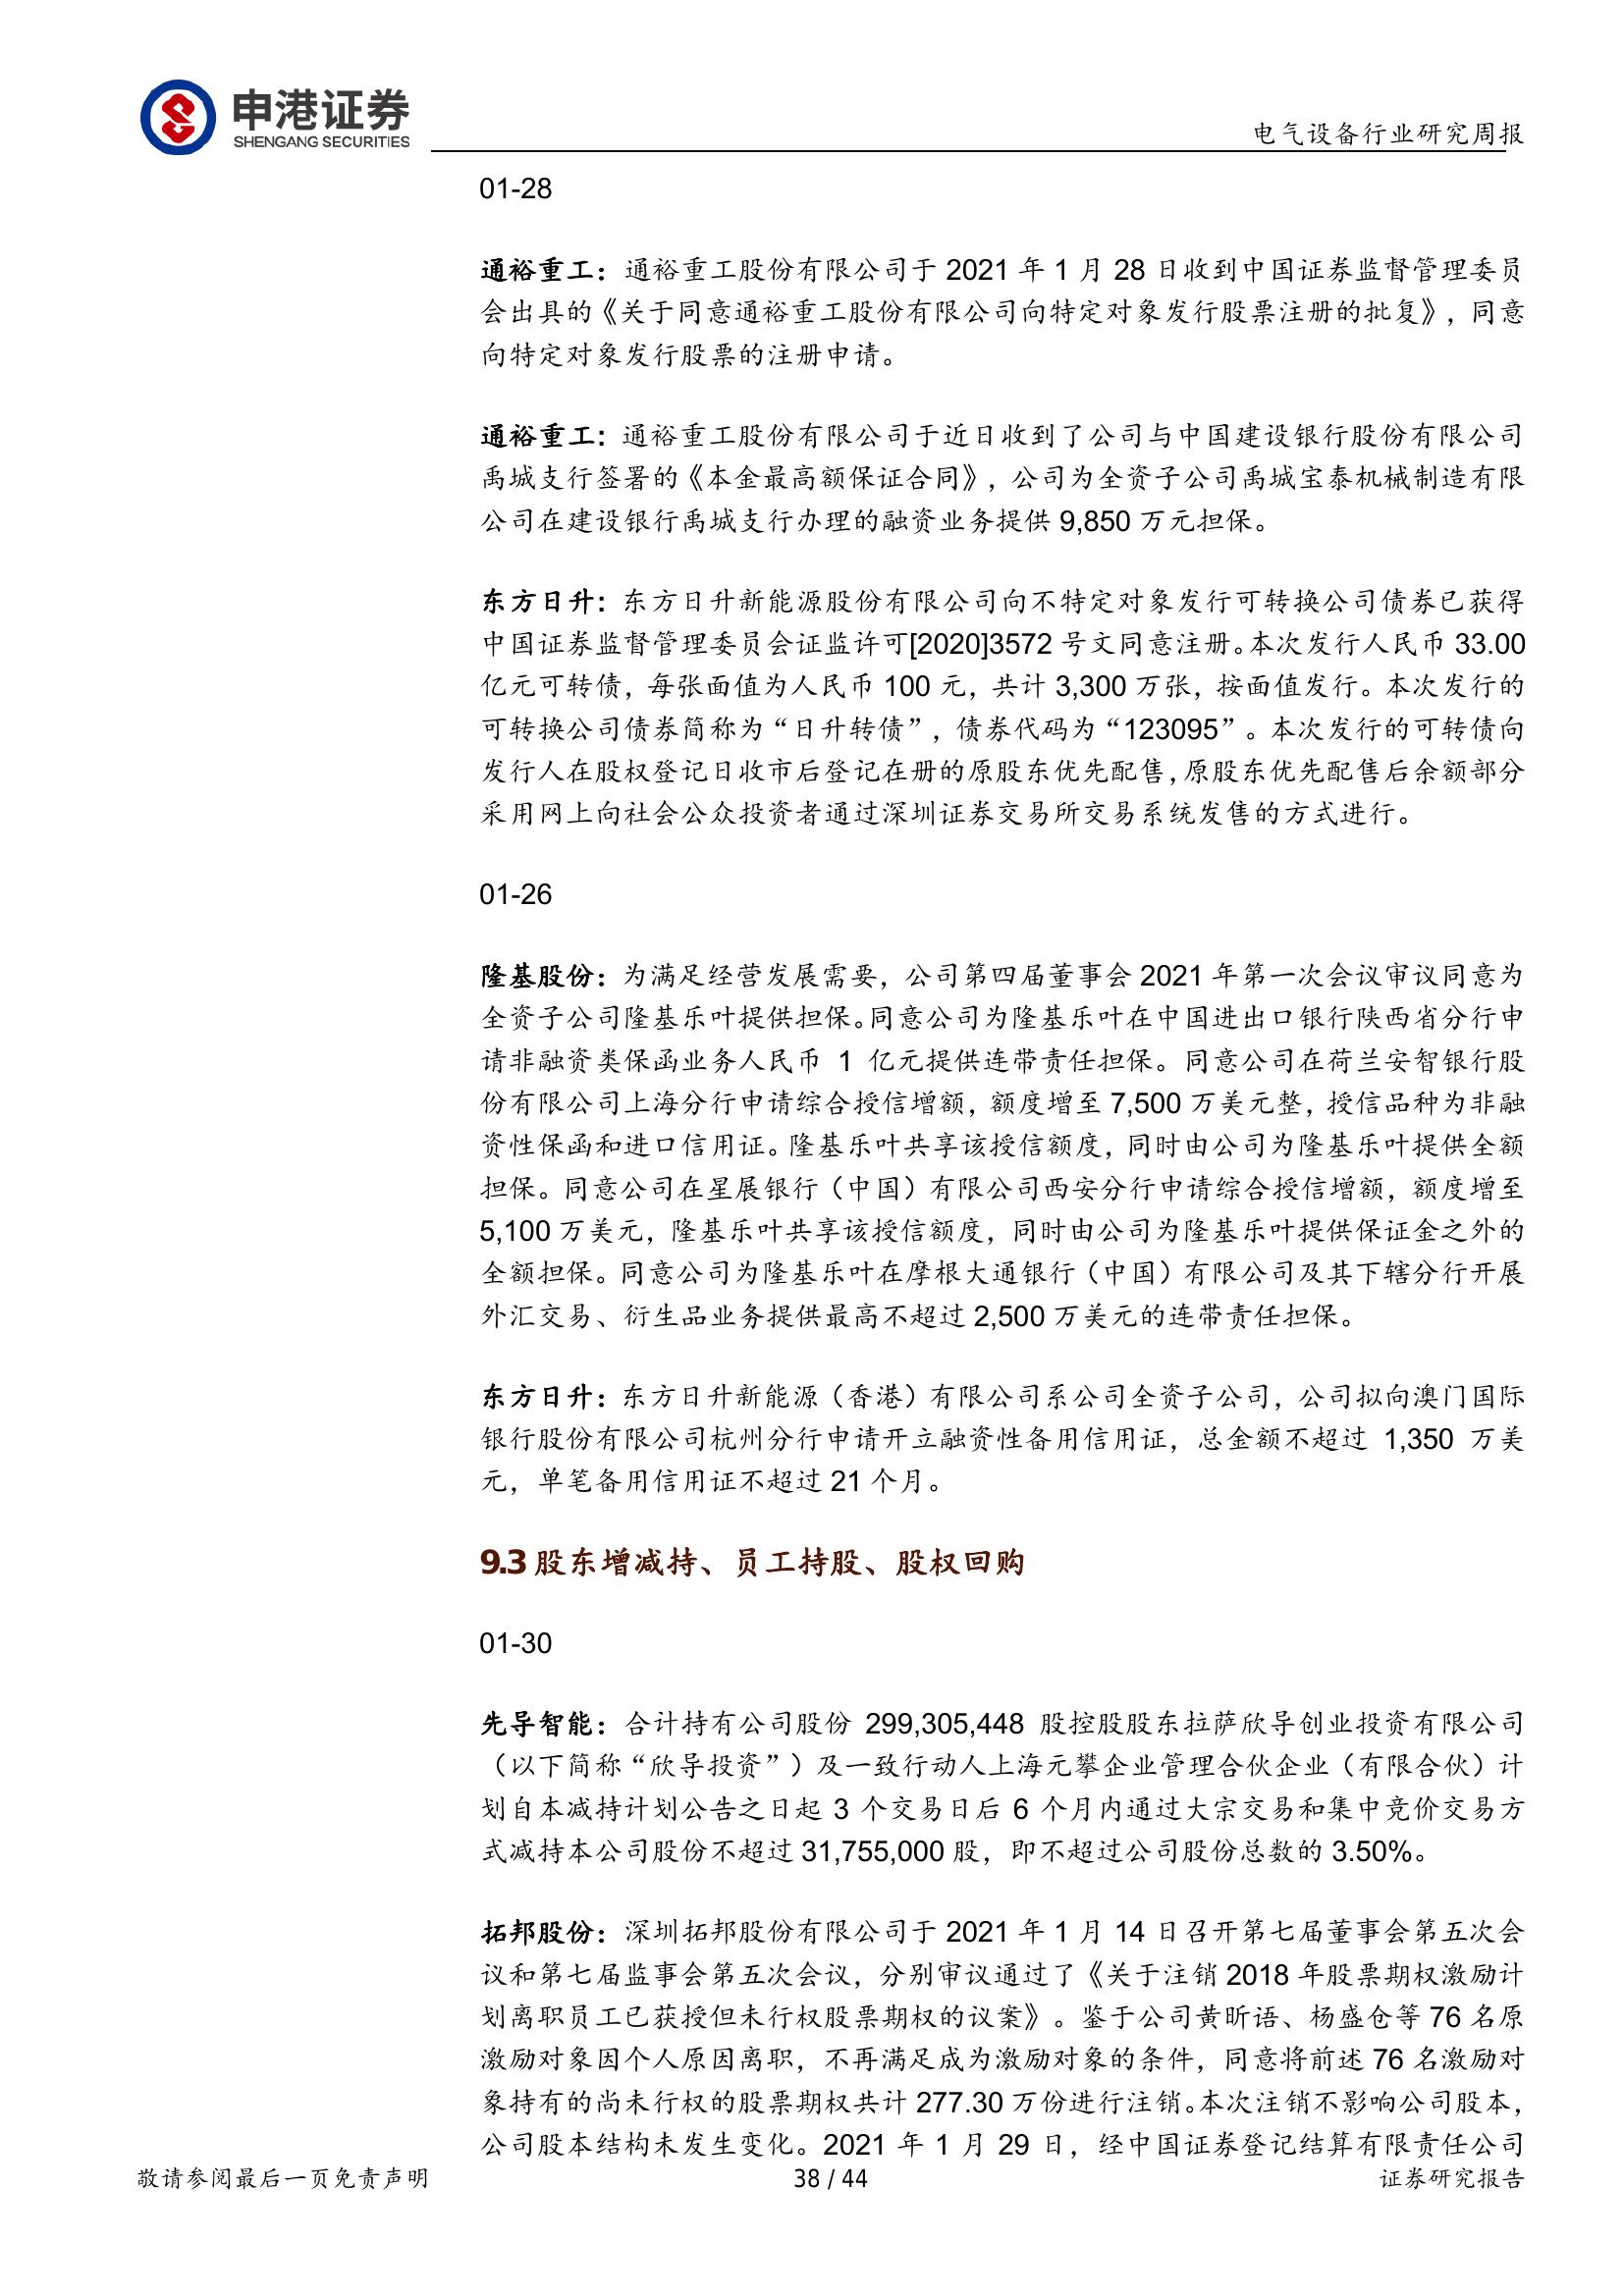 申港证券
SHENGANG SECURITIES
电气设备行业研究周报
01-28
通裕重工：通裕重工股份有限公司于 2021 年 1 月 28 日收到中国证券监督管理委员
会出具的《关于同意通裕重工股份有限公司向特定对象发行股票注册的批复》，同意
向特定对象发行股票的注册申请。
通裕重工：通裕重工股份有限公司于近日收到了公司与中国建设银行股份有限公司
禹城支行签署的《本金最高额保证合同》，公司为全资子公司禹城宝泰机械制造有限
公司在建设银行禹城支行办理的融资业务提供 9,850 万元担保。
东方日升：东方日升新能源股份有限公司向不特定对象发行可转换公司债券已获得
中国证券监督管理委员会证监许可[2020]3572 号文同意注册。本次发行人民币 33.00
亿元可转债，每张面值为人民币 100 元，共计 3,300 万张，按面值发行。本次发行的
可转换公司债券简称为“日升转债”，债券代码为“123095”。本次发行的可转债向
发行人在股权登记日收市后登记在册的原股东优先配售，原股东优先配售后余额部分
采用网上向社会公众投资者通过深圳证券交易所交易系统发售的方式进行。
01-26
隆基股份：为满足经营发展需要，公司第四届董事会 2021 年第一次会议审议同意为
全资子公司隆基乐叶提供担保。同意公司为隆基乐叶在中国进出口银行陕西省分行申
请非融资类保函业务人民币 1 亿元提供连带责任担保。同意公司在荷兰安智银行股
份有限公司上海分行申请综合授信增额，额度增至 7,500 万美元整，授信品种为非融
资性保函和进口信用证。隆基乐叶共享该授信额度，同时由公司为隆基乐叶提供全额
担保。同意公司在星展银行（中国）有限公司西安分行申请综合授信增额，额度增至
5,100 万美元，隆基乐叶共享该授信额度，同时由公司为隆基乐叶提供保证金之外的
全额担保。同意公司为隆基乐叶在摩根大通银行（中国）有限公司及其下辖分行开展
外汇交易、衍生品业务提供最高不超过 2,500 万美元的连带责任担保。
东方日升：东方日升新能源（香港）有限公司系公司全资子公司，公司拟向澳门国际
银行股份有限公司杭州分行申请开立融资性备用信用证，总金额不超过 1,350 万美
元，单笔备用信用证不超过 21 个月。
9.3 股东增减持、员工持股、股权回购
01-30
先导智能：合计持有公司股份 299,305,448 股控股股东拉萨欣导创业投资有限公司
（以下简称“欣导投资”）及一致行动人上海元攀企业管理合伙企业（有限合伙）计
划自本减持计划公告之日起 3 个交易日后 6 个月内通过大宗交易和集中竞价交易方
式减持本公司股份不超过 31,755,000 股，即不超过公司股份总数的 3.50%。
拓邦股份：深圳拓邦股份有限公司于 2021 年 1 月 14 日召开第七届董事会第五次会
议和第七届监事会第五次会议，分别审议通过了《关于注销 2018 年股票期权激励计
划离职员工已获授但未行权股票期权的议案》。鉴于公司黄昕语、杨盛仓等 76 名原
激励对象因个人原因离职，不再满足成为激励对象的条件，同意将前述 76 名激励对
象持有的尚未行权的股票期权共计 277.30 万份进行注销。本次注销不影响公司股本，
公司股本结构未发生变化。2021 年 1 月 29 日，经中国证券登记结算有限责任公司
敬请参阅最后一页免责声明
38 / 44
证券研究报告